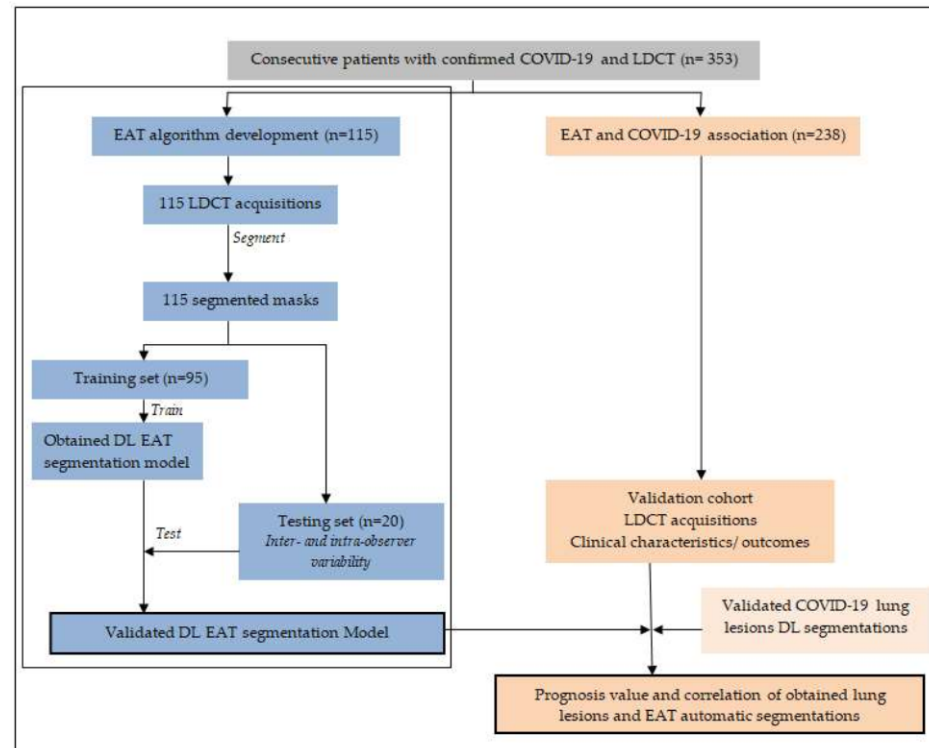 Consecutive patients with confirmed COVID-19 and LDCT (n= 353)
EAT algorithm development (n=115)
EAT and COVID-19 association (n=238)
115 LDCT acquisitions
Segment
115 segmented masks
Training set (n=95)
Train
Obtained DL EAT
segmentation model
Test
Testing set (n=20)
Inter- and intra-observer
variability
Validation cohort
LDCT acquisitions
Clinical characteristics/ outcomes
Validated COVID-19 lung
lesions DL segmentations
Validated DL EAT segmentation Model
Prognosis value and correlation of obtained lung
lesions and EAT automatic segmentations